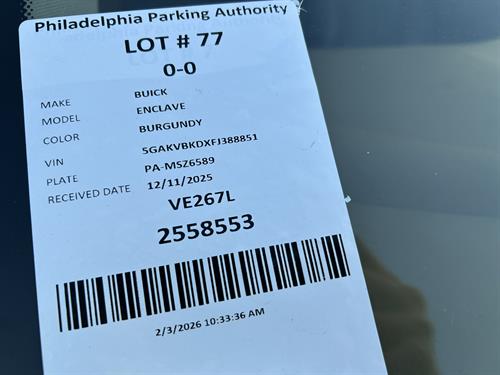 Philadelphia Parking Authority
LOT # 77
0-0
MAKE BUICK
MODEL ENCLAVE
COLOR BURGUNDY
VIN 5GAKVBKDXFJ388851
PLATE PA-MSZ6589
RECEIVED DATE 12/11/2025
VE267L
2558553
2/3/2026 10:33:36 AM